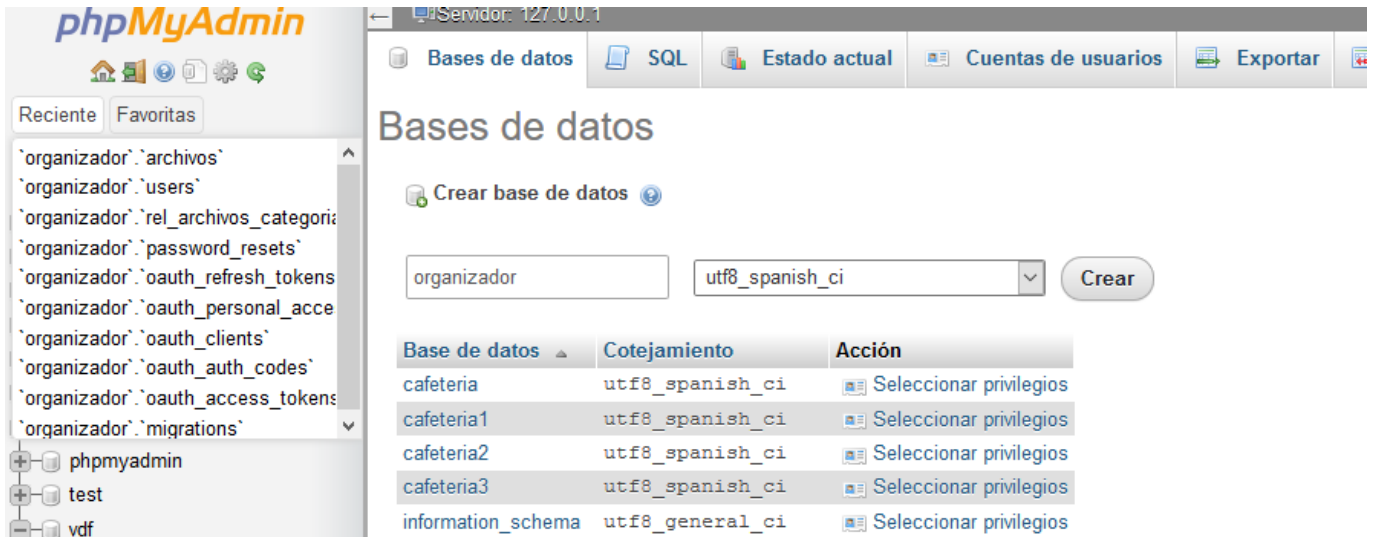 phpMyAdmin
Servidor: 127.0.0.1
Bases de datos SQL Estado actual Cuentas de usuarios Exportar
Reciente Favoritas
`organizador`.`archivos`
`organizador`.`users`
`organizador`.`rel_archivos_categoria
`organizador`.`password_resets`
`organizador`.`oauth_refresh_tokens
`organizador`.`oauth_personal_acce
`organizador`.`oauth_clients`
`organizador`.`oauth_auth_codes`
`organizador`.`oauth_access_tokens
`organizador`.`migrations`
phpmyadmin
test
vdf
Bases de datos
Crear base de datos
organizador utf8_spanish_ci Crear
Base de datos Cotejamiento Acción
cafeteria utf8_spanish_ci Seleccionar privilegios
cafeteria1 utf8_spanish_ci Seleccionar privilegios
cafeteria2 utf8_spanish_ci Seleccionar privilegios
cafeteria3 utf8_spanish_ci Seleccionar privilegios
information_schema utf8_general_ci Seleccionar privilegios